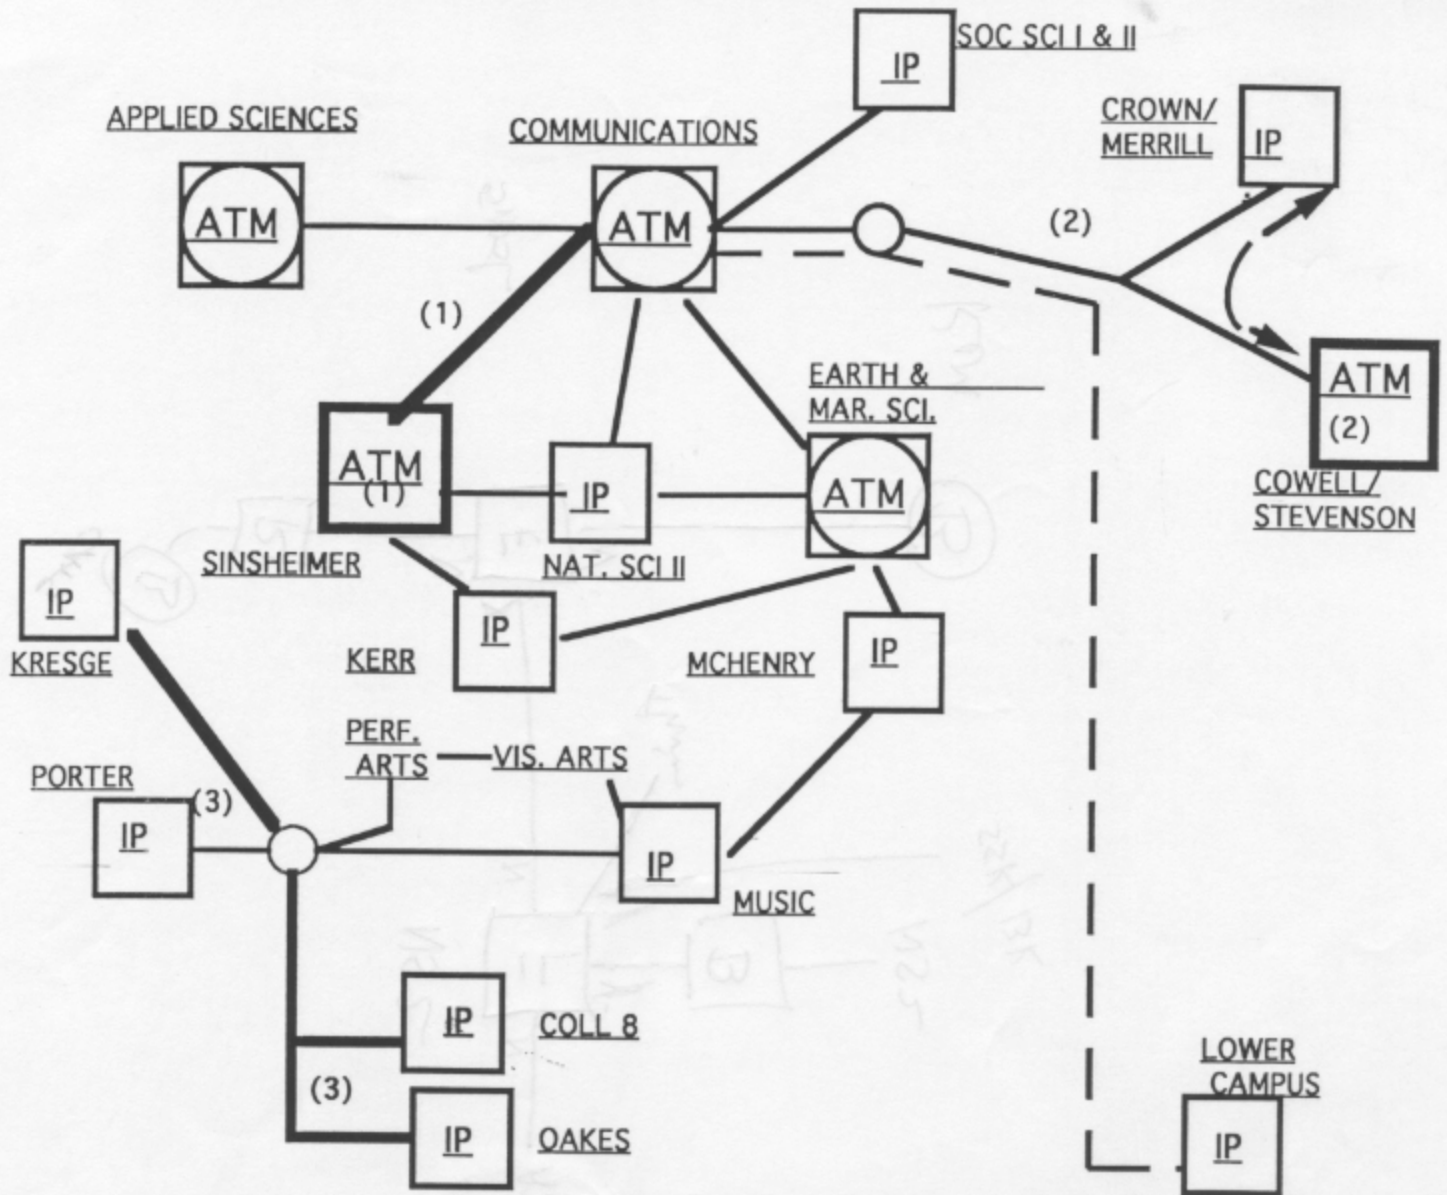 SOC SCI I & II
IP
APPLIED SCIENCES
COMMUNICATIONS
CROWN/
MERRILL
IP
ATM
ATM
(2)
(1)
EARTH &
MAR. SCI.
ATM
(2)
COWELL/
STEVENSON
ATM
(1)
IP
ATM
SINSHEIMER
NAT. SCI II
IP
KRESGE
KERR
IP
MCHENRY
IP
PERF.
ARTS
VIS. ARTS
PORTER
(3)
IP
IP
MUSIC
IP
COLL 8
(3)
IP
OAKES
LOWER
CAMPUS
IP